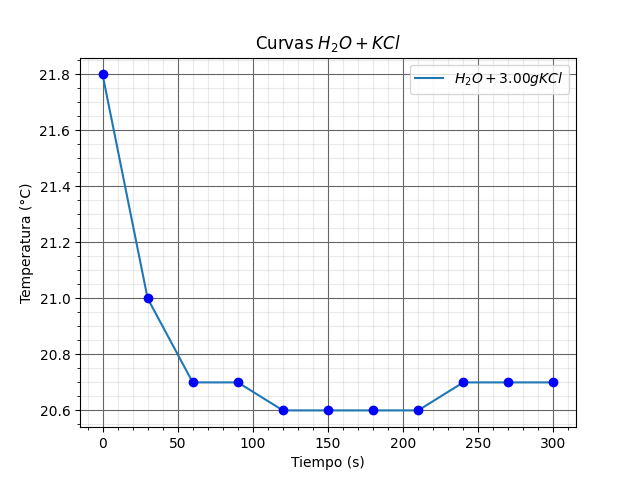 Curvas H₂O + KCl
H₂O + 3.00gKCl
Temperatura (°C)
21.8
21.6
21.4
21.2
21.0
20.8
20.6
0 50 100 150 200 250 300
Tiempo (s)